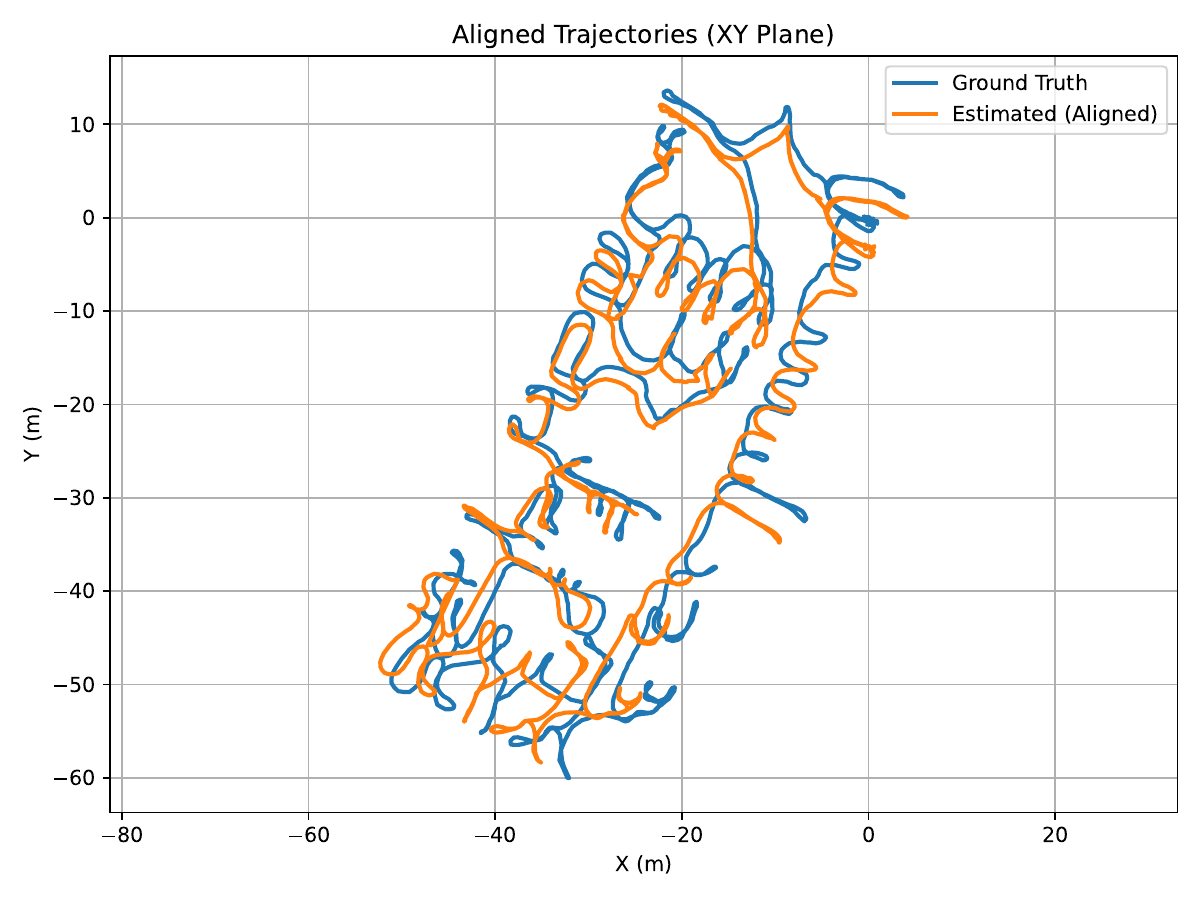 Aligned Trajectories (XY Plane)
Ground Truth
Estimated (Aligned)
10
0
−10
−20
−30
−40
−50
−60
Y (m)
−80
−60
−40
−20
0
20
X (m)